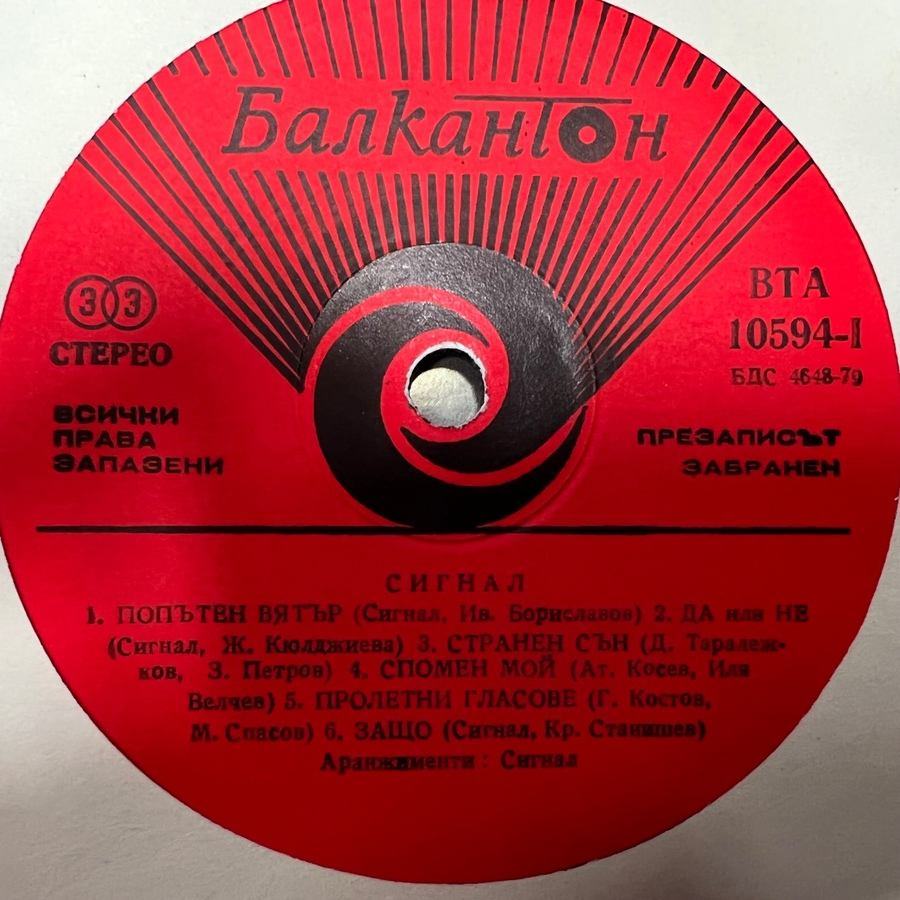 Балкантон
33
СТЕРЕО
ВТА
10594-I
БДС 4648-79
ВСИЧКИ
ПРАВА
ЗАПАЗЕНИ
ПРЕЗАПИСЪТ
ЗАБРАНЕН
СИГНАЛ
1. ПОПЪТЕН ВЯТЪР (Сигнал, Ив. Бориславов) 2. ДА или НЕ
(Сигнал, Ж. Кюлджиева) 3. СТРАНЕН СЪН (Д. Таралеж-
ков, З. Петров) 4. СПОМЕН МОЙ (Ат. Косев, Иля
Велчев) 5. ПРОЛЕТНИ ГЛАСОВЕ (Г. Костов,
М. Спасов) 6. ЗАЩО (Сигнал, Кр. Станишев)
Аранжименти : Сигнал